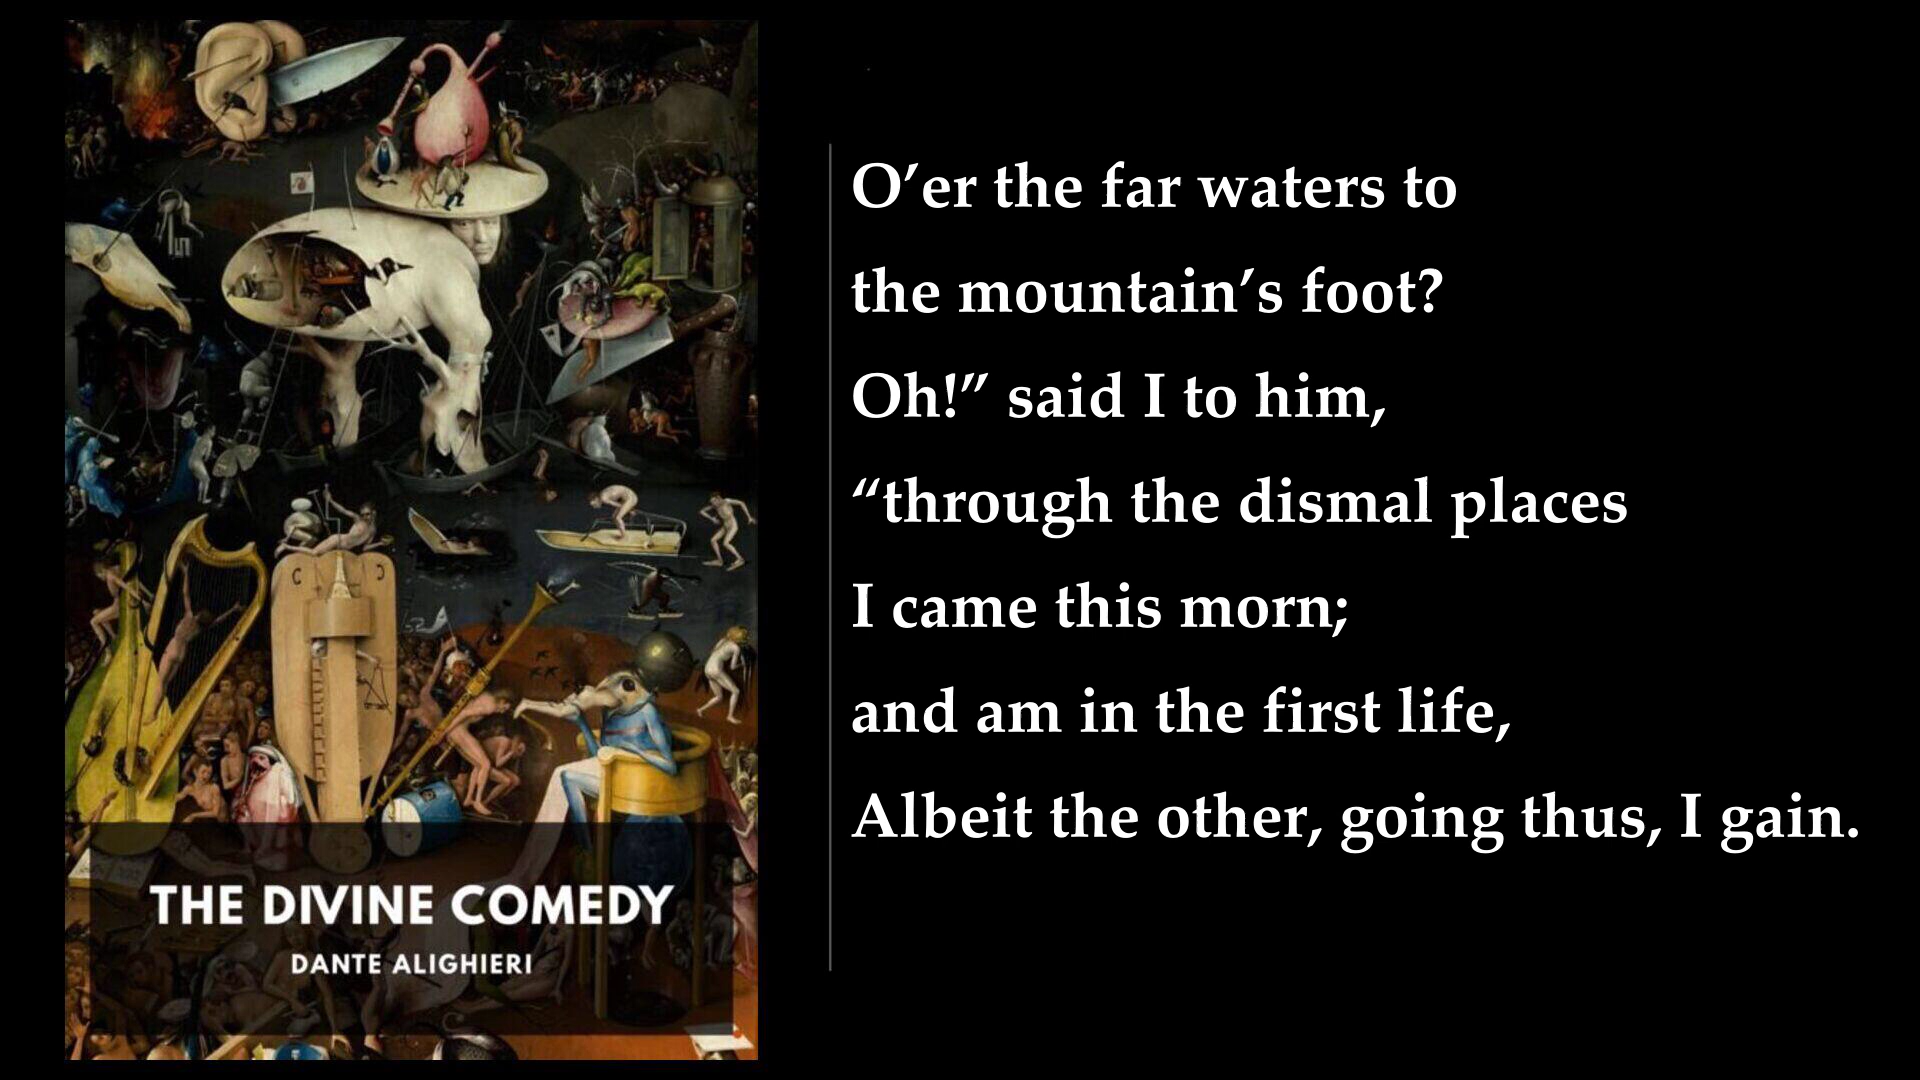 THE DIVINE COMEDY
DANTE ALIGHIERI
O’er the far waters to
the mountain’s foot?
Oh!” said I to him,
“through the dismal places
I came this morn;
and am in the first life,
Albeit the other, going thus, I gain.